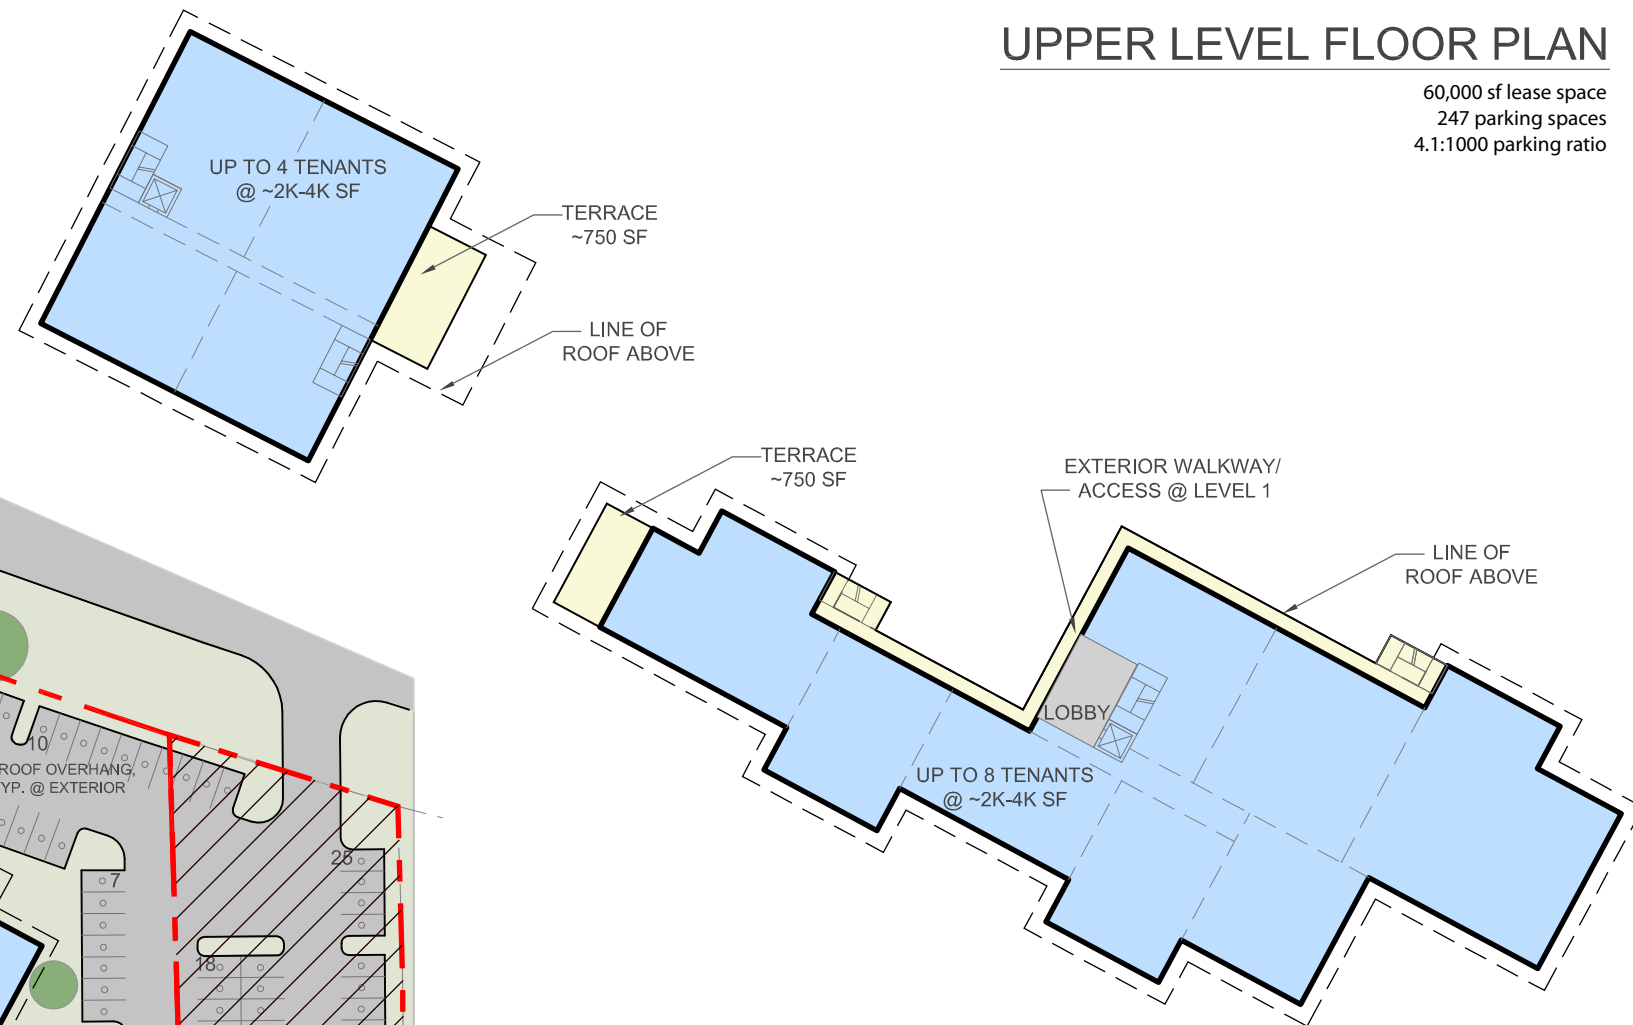 UPPER LEVEL FLOOR PLAN
60,000 sf lease space
247 parking spaces
4.1:1000 parking ratio
UP TO 4 TENANTS
@ ~2K-4K SF
TERRACE
~750 SF
LINE OF
ROOF ABOVE
TERRACE
~750 SF
EXTERIOR WALKWAY/
ACCESS @ LEVEL 1
LINE OF
ROOF ABOVE
LOBBY
UP TO 8 TENANTS
@ ~2K-4K SF
10
ROOF OVERHANG,
YP. @ EXTERIOR
25
7
18